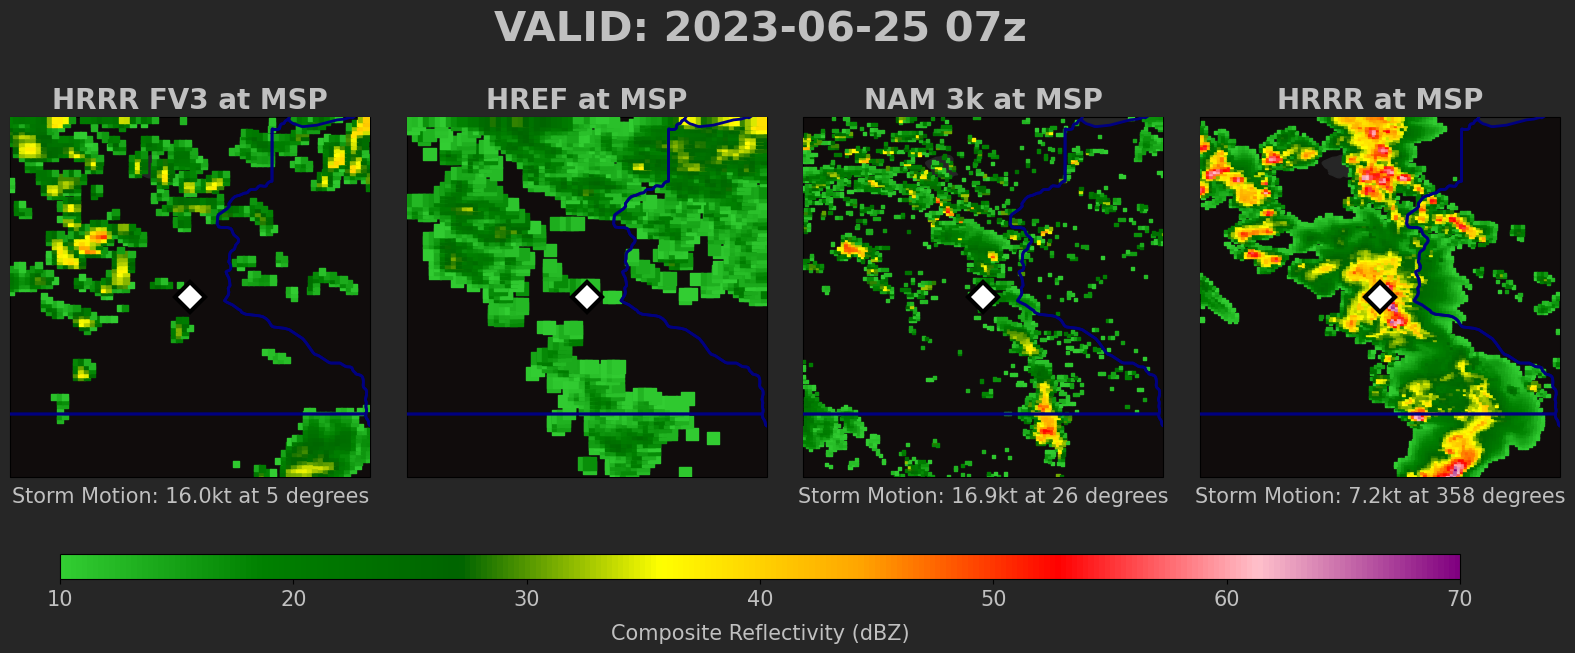 VALID: 2023-06-25 07z
HRRR FV3 at MSP
HREF at MSP
NAM 3k at MSP
HRRR at MSP
Storm Motion: 16.0kt at 5 degrees
Storm Motion: 16.9kt at 26 degrees
Storm Motion: 7.2kt at 358 degrees
10 20 30 40 50 60 70
Composite Reflectivity (dBZ)